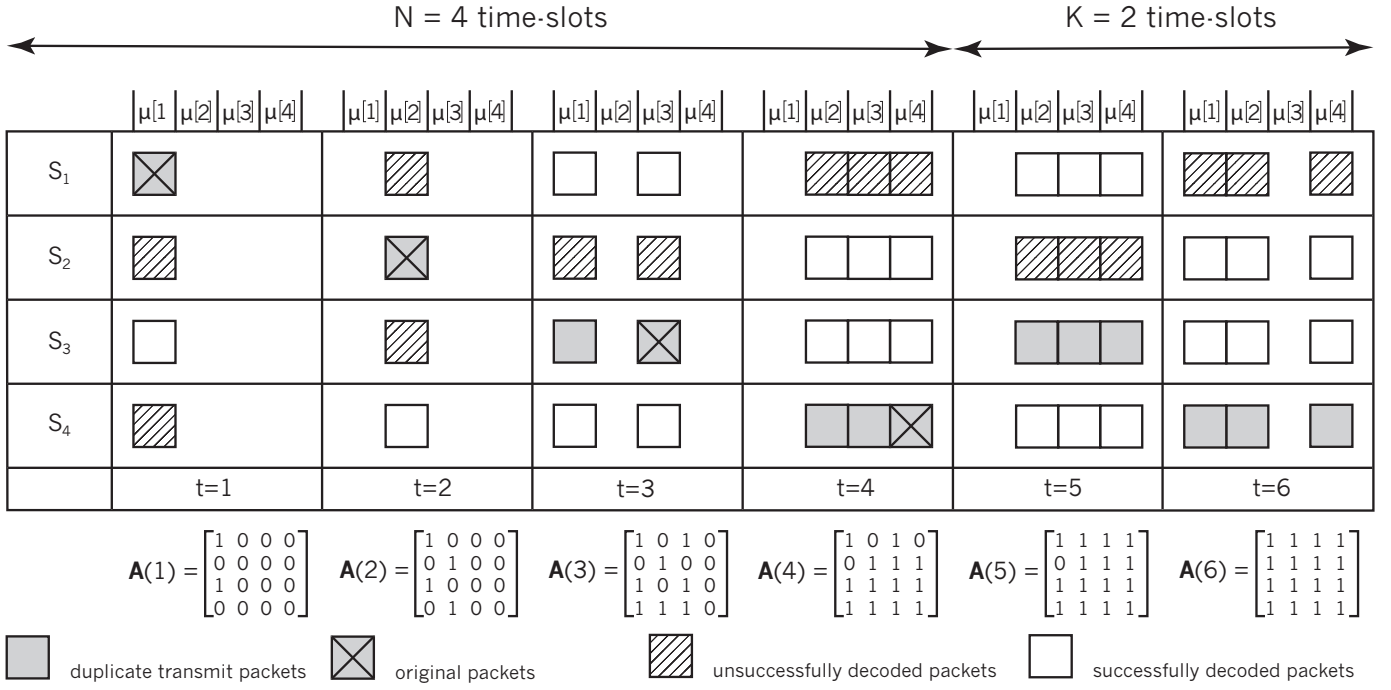 N = 4 time-slots K = 2 time-slots
μ[1 μ[2] μ[3] μ[4] μ[1] μ[2] μ[3] μ[4] μ[1] μ[2] μ[3] μ[4] μ[1] μ[2] μ[3] μ[4] μ[1] μ[2] μ[3] μ[4] μ[1] μ[2] μ[3] μ[4]
S1
S2
S3
S4
t=1 t=2 t=3 t=4 t=5 t=6
1 0 0 0 1 0 0 0 1 0 1 0 1 0 1 0 1 1 1 1 1 1 1 1
A(1) = 0 0 0 0 A(2) = 0 1 0 0 A(3) = 0 1 0 0 A(4) = 0 1 1 1 A(5) = 0 1 1 1 A(6) = 1 1 1 1
1 0 0 0 1 0 0 0 1 0 1 0 1 1 1 1 1 1 1 1 1 1 1 1
0 0 0 0 0 1 0 0 1 1 1 0 1 1 1 1 1 1 1 1 1 1 1 1
duplicate transmit packets original packets unsuccessfully decoded packets successfully decoded packets